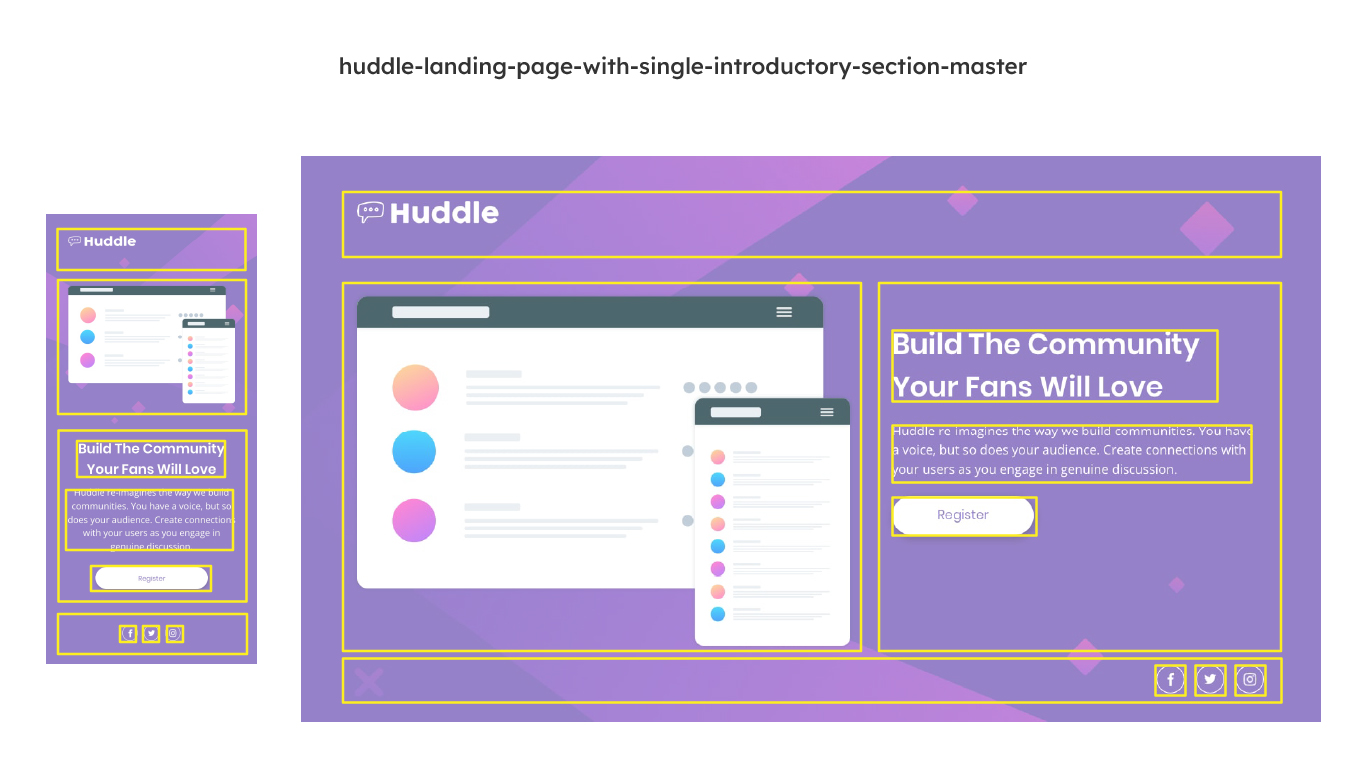 huddle-landing-page-with-single-introductory-section-master
Huddle
Build The Community
Your Fans Will Love
Huddle re-imagines the way we build
communities. You have a voice, but so
does your audience. Create connections
with your users as you engage in
genuine discussion.
Register
Huddle
Build The Community
Your Fans Will Love
Huddle re-imagines the way we build communities. You have
a voice, but so does your audience. Create connections with
your users as you engage in genuine discussion.
Register